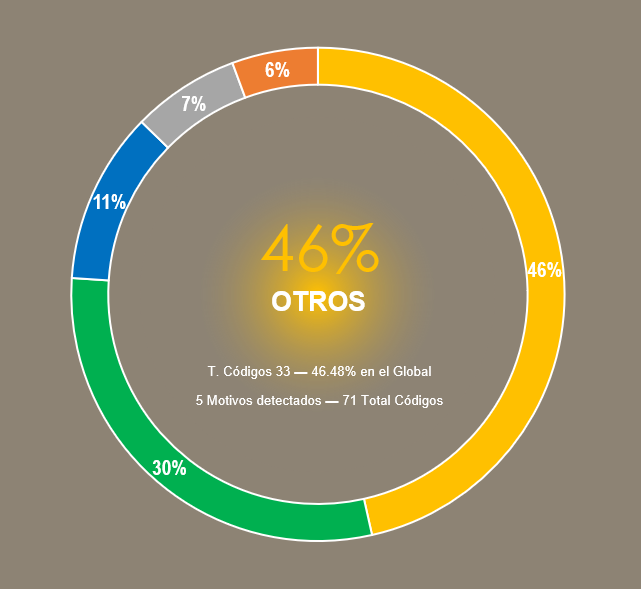 6%
7%
11%
46%
OTROS
46%
T. Códigos 33 — 46.48% en el Global
5 Motivos detectados — 71 Total Códigos
30%